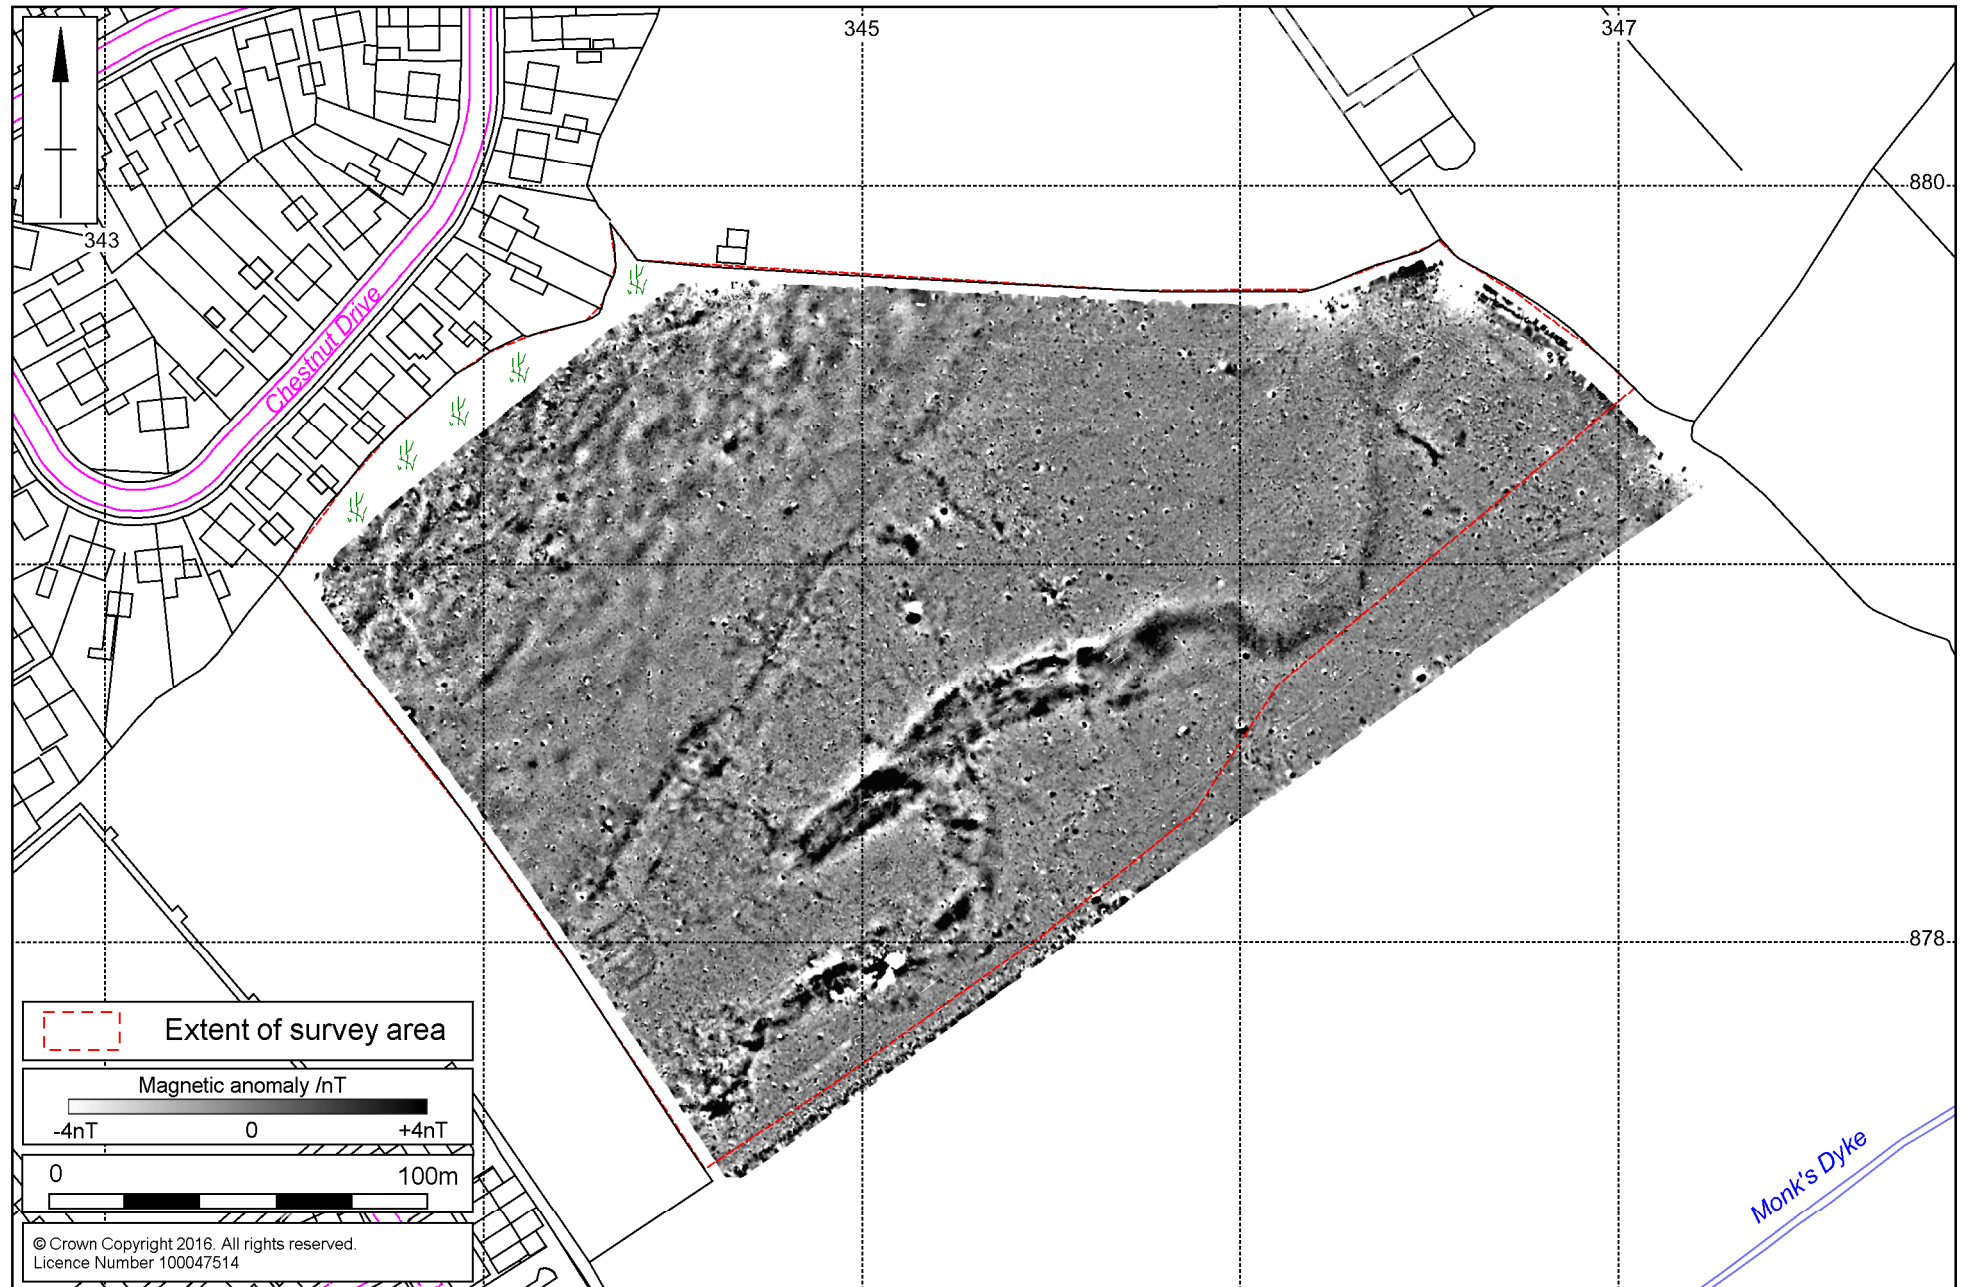 345
347
880
343
Chestnut Drive
878
Extent of survey area
Magnetic anomaly /nT
-4nT 0 +4nT
0 100m
© Crown Copyright 2016. All rights reserved.
Licence Number 100047514
Monk's Dyke